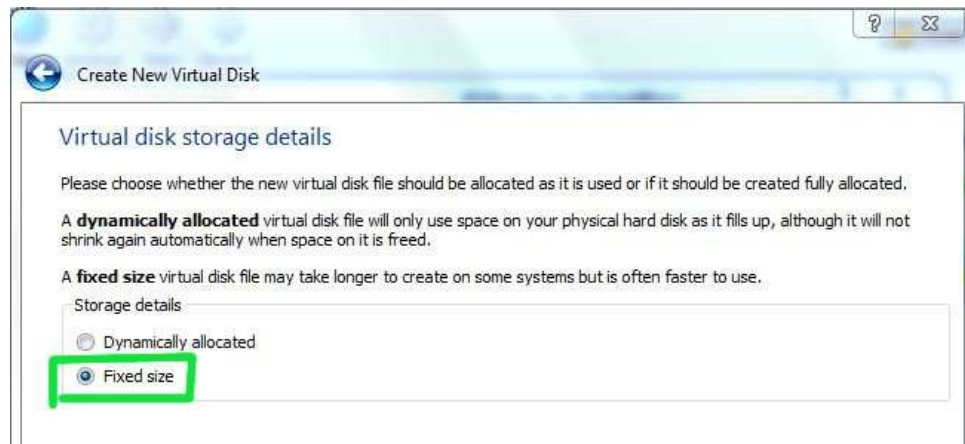 Create New Virtual Disk
Virtual disk storage details
Please choose whether the new virtual disk file should be allocated as it is used or if it should be created fully allocated.
A dynamically allocated virtual disk file will only use space on your physical hard disk as it fills up, although it will not
shrink again automatically when space on it is freed.
A fixed size virtual disk file may take longer to create on some systems but is often faster to use.
Storage details
Dynamically allocated
Fixed size